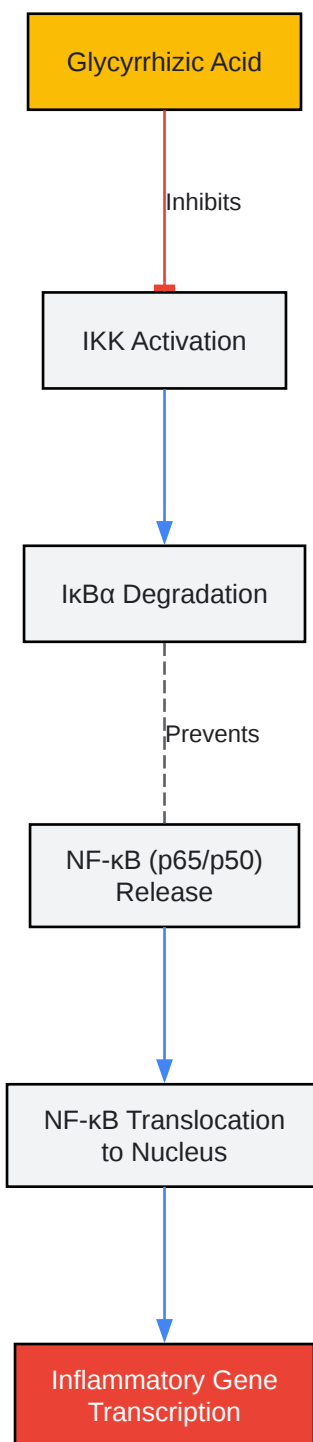 Glycyrrhizic Acid
Inhibits
IKK Activation
IκBα Degradation
Prevents
NF-κB (p65/p50)
Release
NF-κB Translocation
to Nucleus
Inflammatory Gene
Transcription